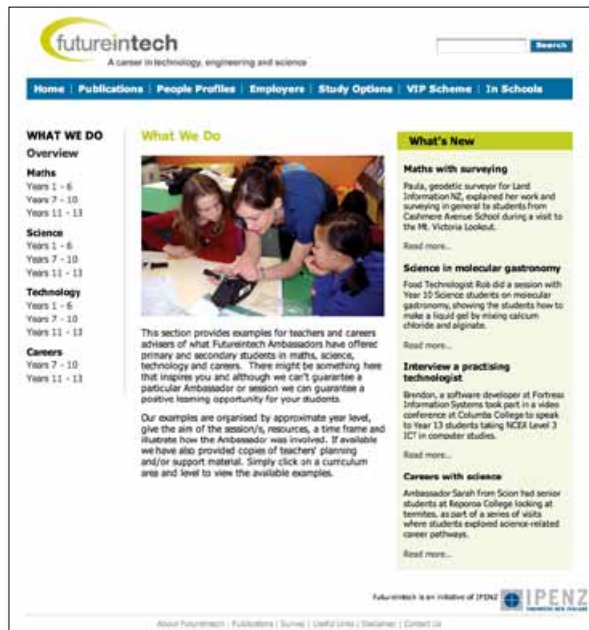 futureintech
A career in technology, engineering and science
Search
Home | Publications | People Profiles | Employers | Study Options | VIP Scheme | In Schools
WHAT WE DO
Overview
Maths
Years 1 - 6
Years 7 - 10
Years 11 - 13
Science
Years 1 - 6
Years 7 - 10
Years 11 - 13
Technology
Years 1 - 6
Years 7 - 10
Years 11 - 13
Careers
Years 7 - 10
Years 11 - 13
What We Do
This section provides examples for teachers and careers
advisers of what Futureintech Ambassadors have offered
primary and secondary students in maths, science,
technology and careers. There might be something here
that inspires you and although we can't guarantee a
particular Ambassador or session we can guarantee a
positive learning opportunity for your students.
Our examples are organised by approximate year level,
give the aim of the session/s, resources, a time frame and
illustrate how the Ambassador was involved. If available
we have also provided copies of teachers' planning
and/or support material. Simply click on a curriculum
area and level to view the available examples.
What's New
Maths with surveying
Paula, geodetic surveyor for Land
Information NZ, explained her work and
surveying in general to students from
Cashmere Avenue School during a visit to
the Mt. Victoria Lookout.
Read more...
Science in molecular gastronomy
Food Technologist Rob did a session with
Year 10 Science students on molecular
gastronomy, showing the students how to
make a liquid gel by mixing calcium
chloride and alginate.
Read more...
Interview a practising
technologist
Brendon, a software developer at Fortress
Information Systems took part in a video
conference at Columba College to speak
to Year 13 students taking NCEA Level 3
ICT in computer studies.
Read more...
Careers with science
Ambassador Sarah from Scion had senior
students at Reporoa College looking at
termites, as part of a series of visits
where students explored science-related
career pathways.
Read more...
Futureintech is an initiative of IPENZ
IPENZ
ENGINEERS NEW ZEALAND
About Futureintech | Publications | Survey | Useful Links | Disclaimer | Contact Us